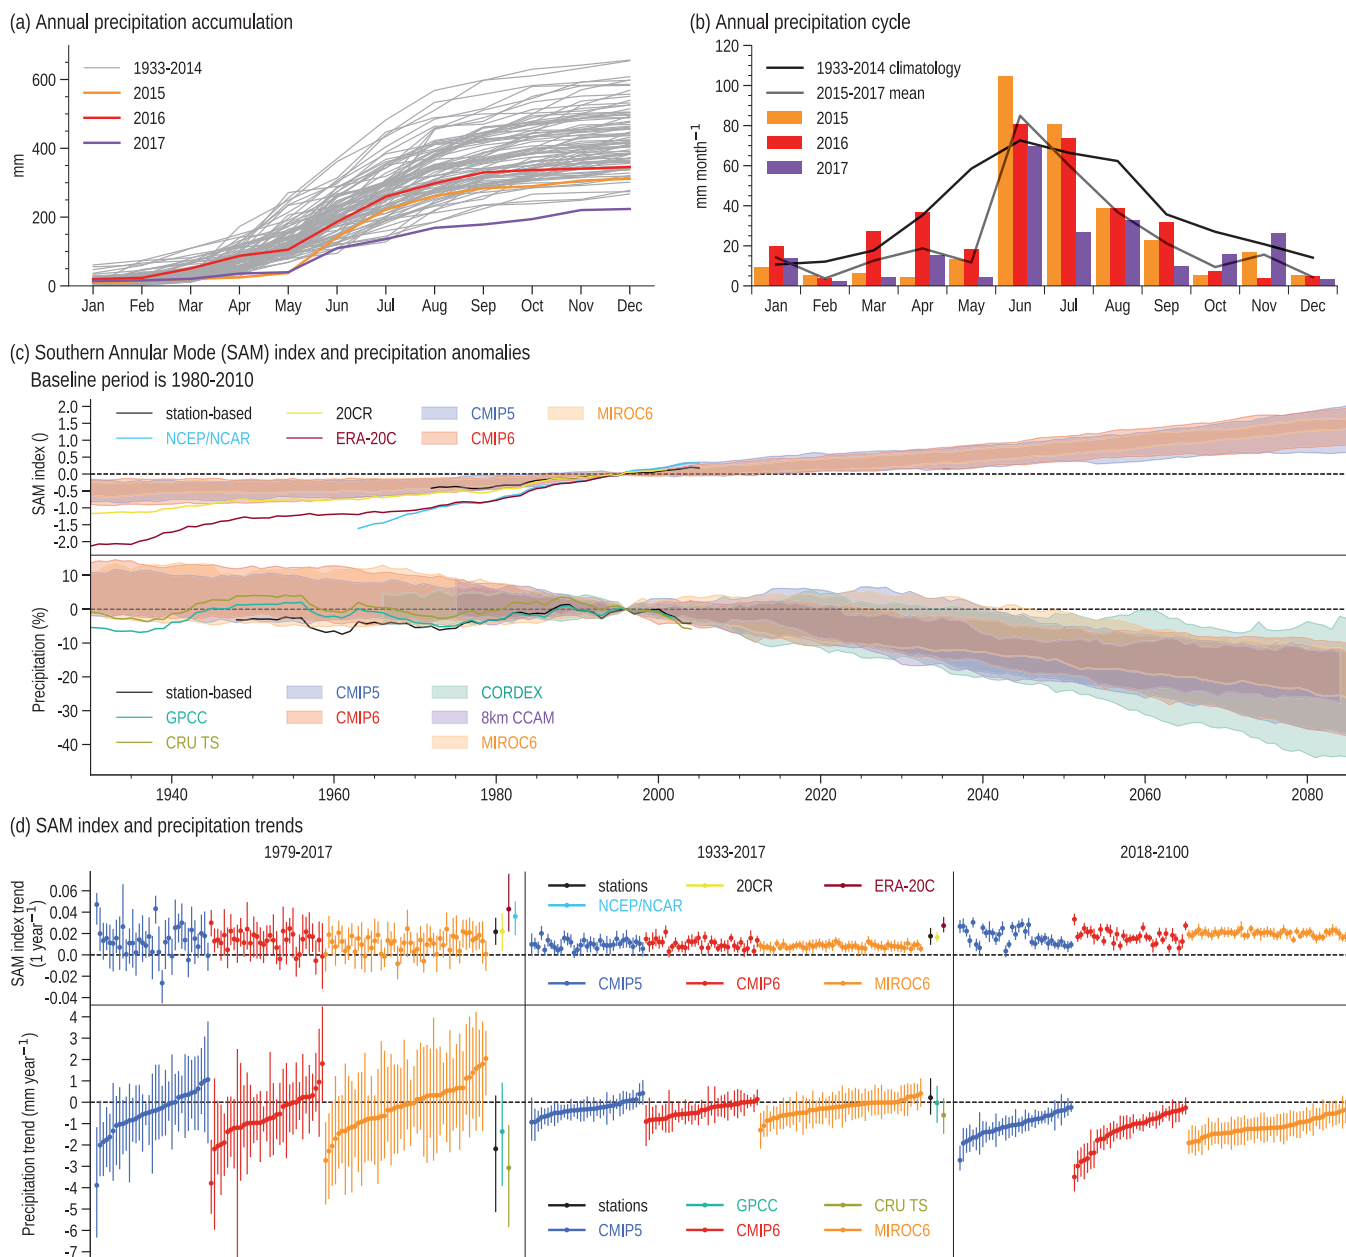 (a) Annual precipitation accumulation
600
400
200
0
mm
1933-2014
2015
2016
2017
Jan Feb Mar Apr May Jun Jul Aug Sep Oct Nov Dec
(b) Annual precipitation cycle
120
100
80
60
40
20
0
mm month−1
1933-2014 climatology
2015-2017 mean
2015
2016
2017
Jan Feb Mar Apr May Jun Jul Aug Sep Oct Nov Dec
(c) Southern Annular Mode (SAM) index and precipitation anomalies
Baseline period is 1980-2010
2.0
1.5
1.0
0.5
0.0
-0.5
-1.0
-1.5
-2.0
SAM index ()
station-based 20CR CMIP5 MIROC6
NCEP/NCAR ERA-20C CMIP6
10
0
-10
-20
-30
-40
Precipitation (%)
station-based CMIP5 CORDEX
GPCC CMIP6 8km CCAM
CRU TS MIROC6
1940 1960 1980 2000 2020 2040 2060 2080
(d) SAM index and precipitation trends
1979-2017 1933-2017 2018-2100
0.06
0.04
0.02
0.0
-0.02
-0.04
SAM index trend
(1 year−1)
stations 20CR ERA-20C
NCEP/NCAR
CMIP5 CMIP6 MIROC6
4
3
2
1
0
-1
-2
-3
-4
-5
-6
-7
Precipitation trend (mm year−1)
stations GPCC CRU TS
CMIP5 CMIP6 MIROC6